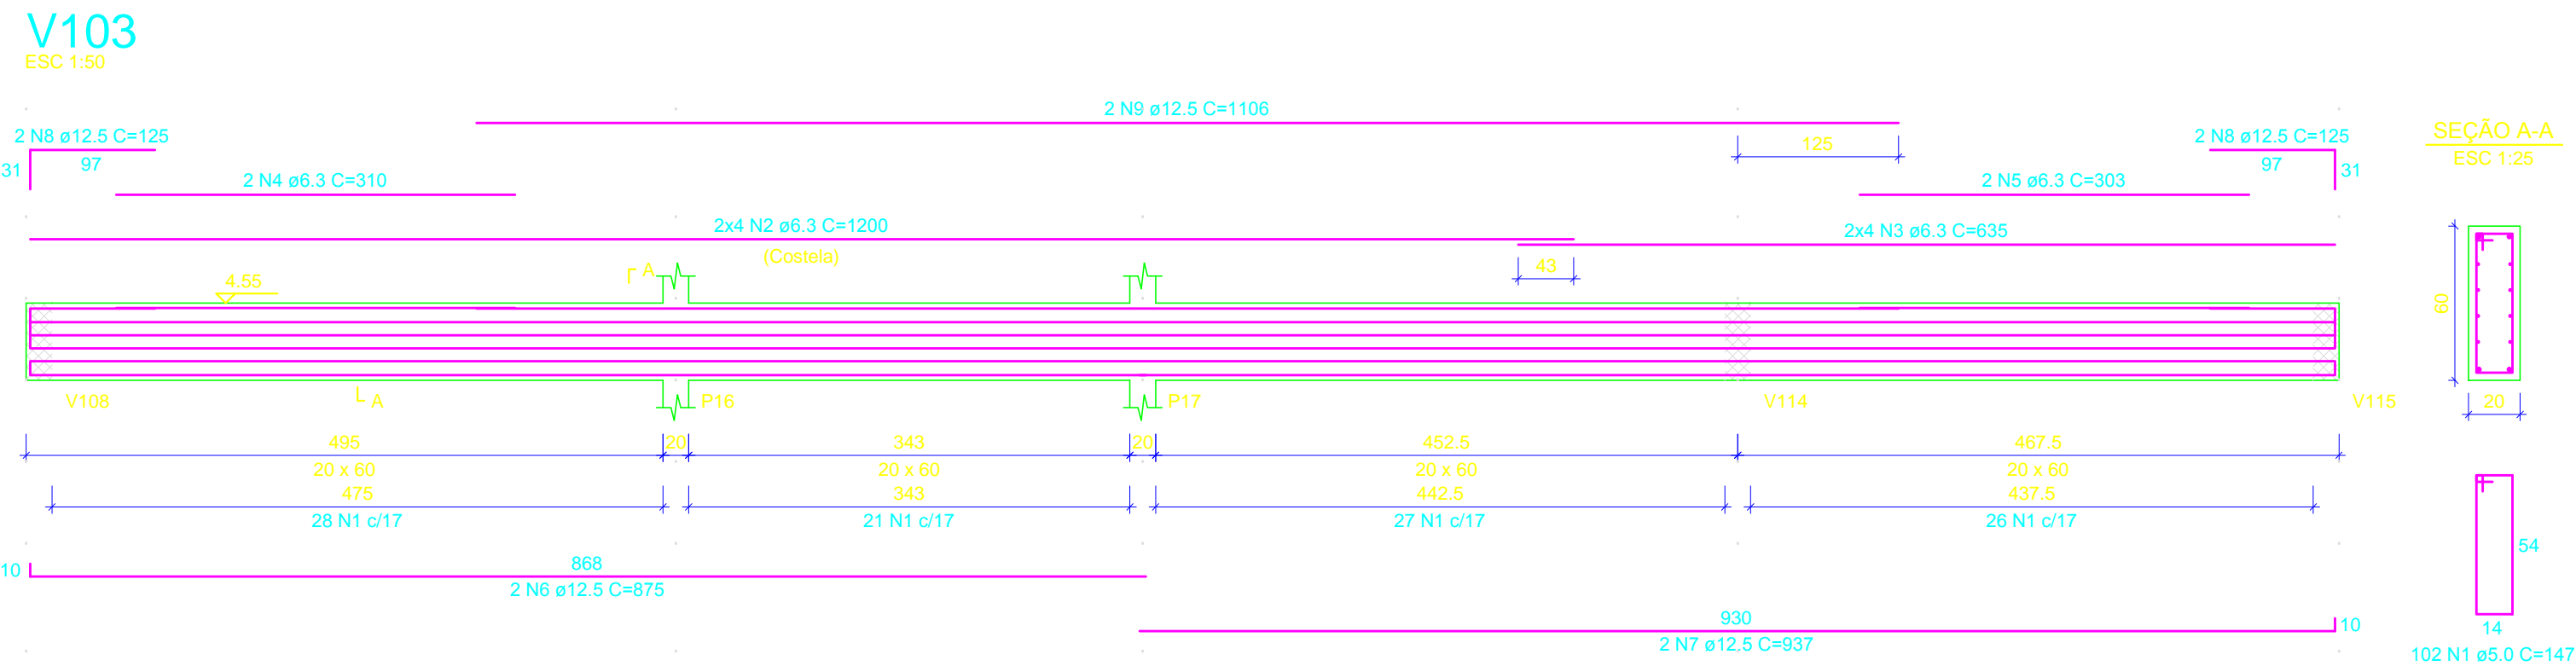 V103
ESC 1:50
2 N9 ø12.5 C=1106
2 N8 ø12.5 C=125
31
97
125
2 N8 ø12.5 C=125
97
31
SEÇÃO A-A
ESC 1:25
2 N4 ø6.3 C=310
2 N5 ø6.3 C=303
2x4 N2 ø6.3 C=1200
(Costela)
2x4 N3 ø6.3 C=635
43
4.55
A
60
20
V108
A
P16
P17
V114
V115
495
20
343
20
452.5
467.5
20 x 60
20 x 60
20 x 60
20 x 60
475
343
442.5
437.5
28 N1 c/17
21 N1 c/17
27 N1 c/17
26 N1 c/17
54
14
102 N1 ø5.0 C=147
10
868
2 N6 ø12.5 C=875
930
10
2 N7 ø12.5 C=937